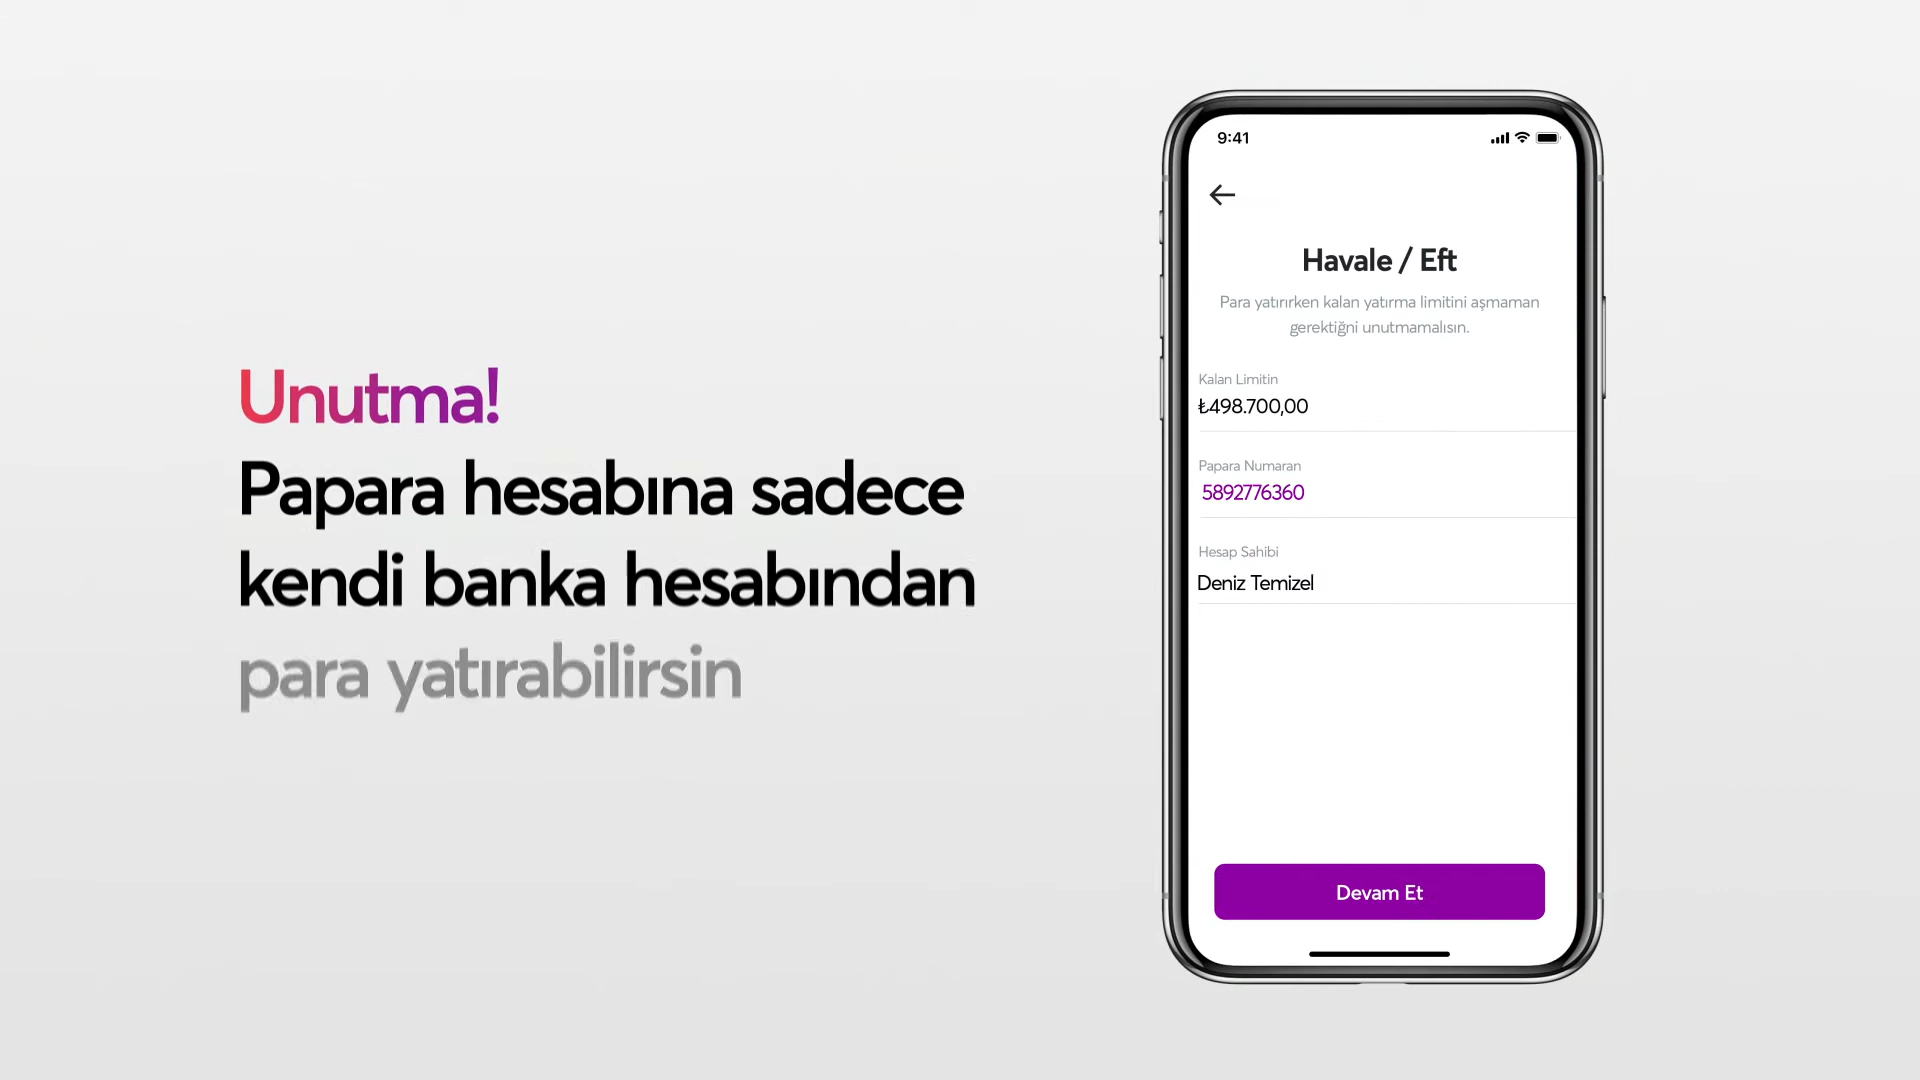 Unutma!
Papara hesabına sadece
kendi banka hesabından
para yatırabilirsin
9:41
Havale / Eft
Para yatırırken kalan yatırma limitini aşmaman
gerektiğni unutmamalısın.
Kalan Limitin
₺498.700,00
Papara Numaran
5892776360
Hesap Sahibi
Deniz Temizel
Devam Et